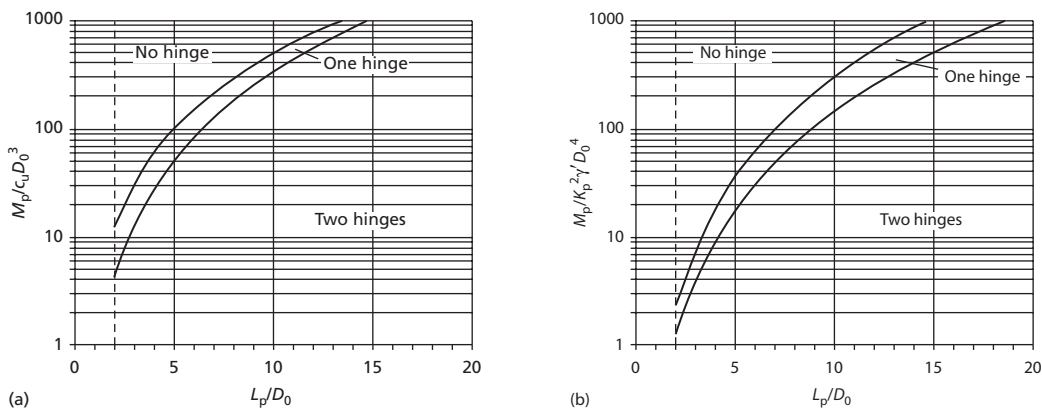 1000
No hinge
One hinge
100
M_p/c_uD_0^3
Two hinges
10
1
0 5 10 15 20
(a) L_p/D_0
1000
No hinge
One hinge
100
M_p/K_p^2γ′D_0^4
Two hinges
10
1
0 5 10 15 20
(b) L_p/D_0